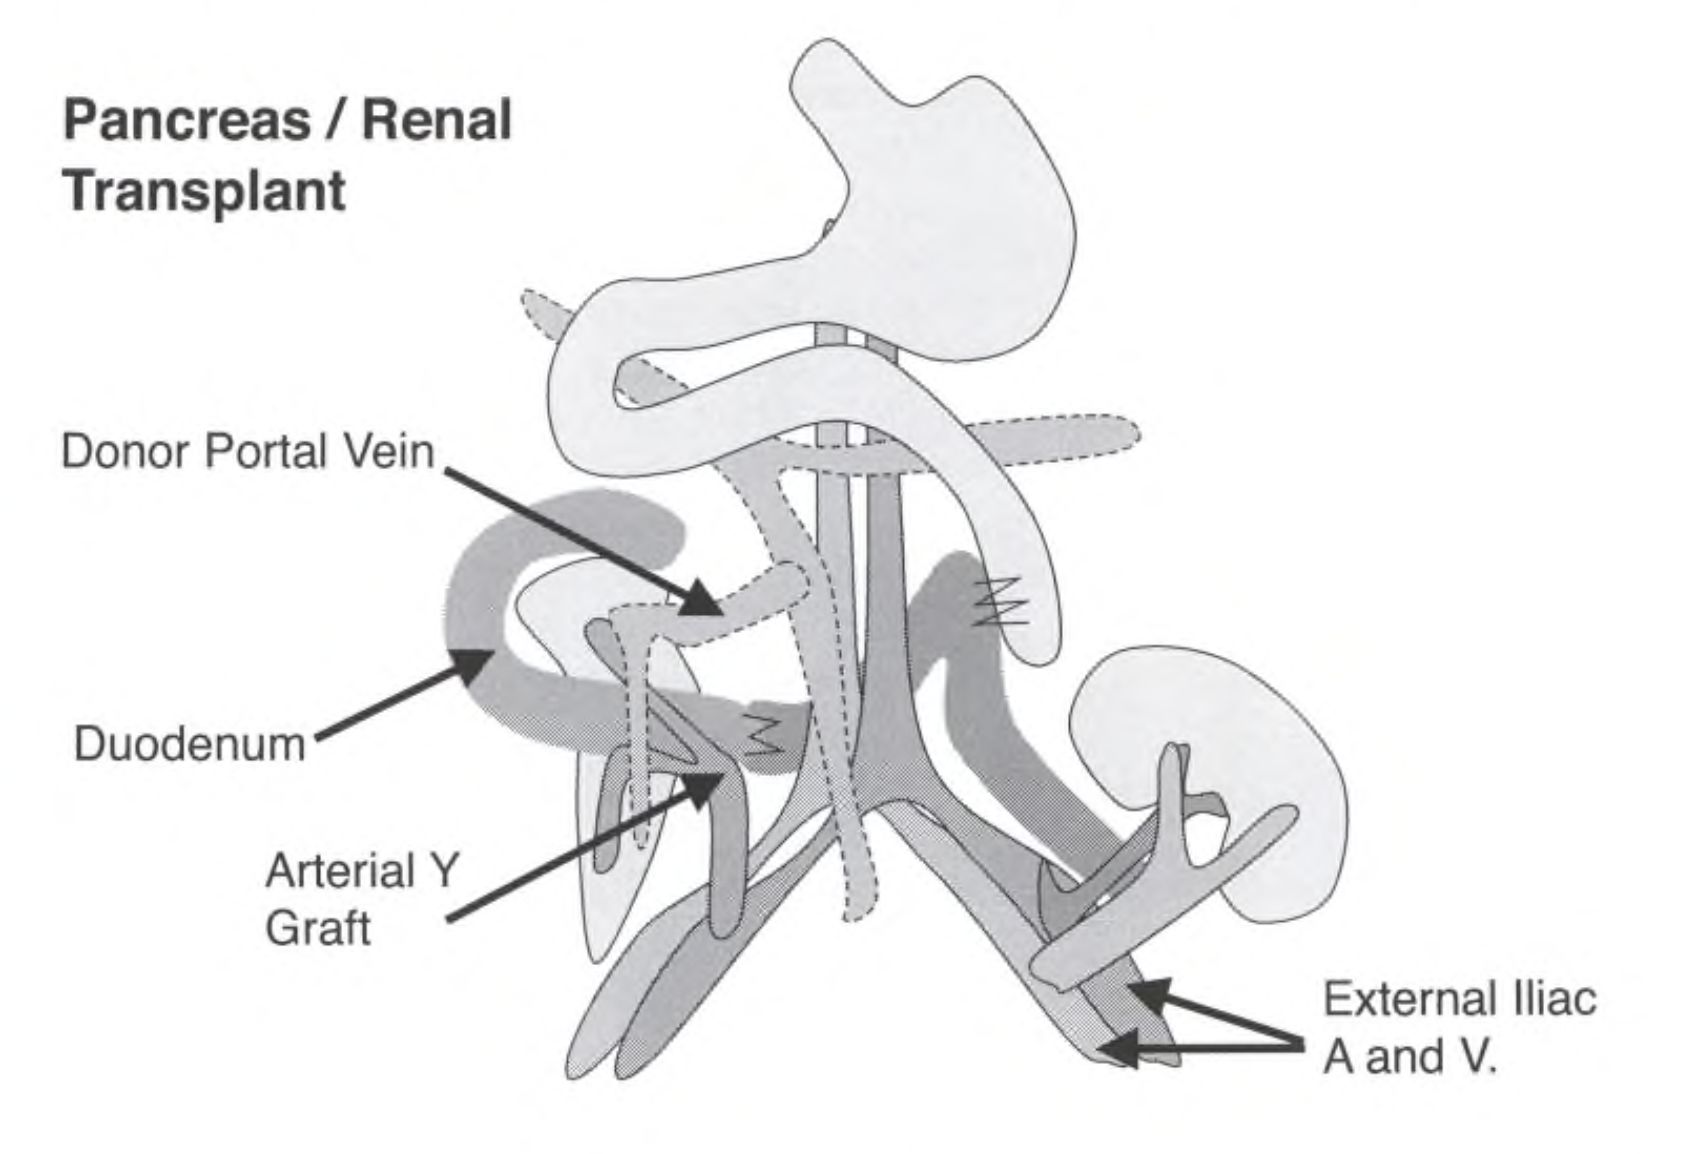 Pancreas / Renal
Transplant
Donor Portal Vein
Duodenum
Arterial Y
Graft
External Iliac
A and V.